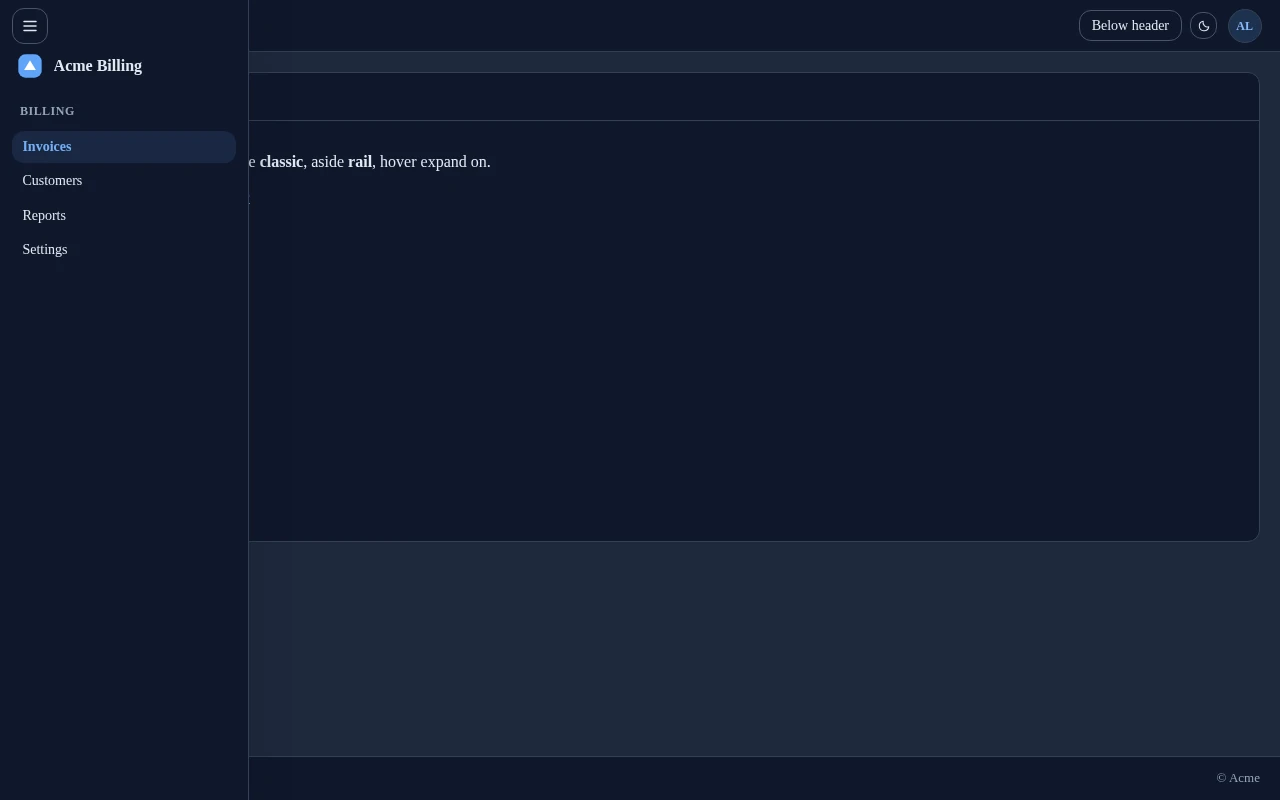 Below header
AL
Acme Billing
BILLING
Invoices
Customers
Reports
Settings
e classic, aside rail, hover expand on.
© Acme